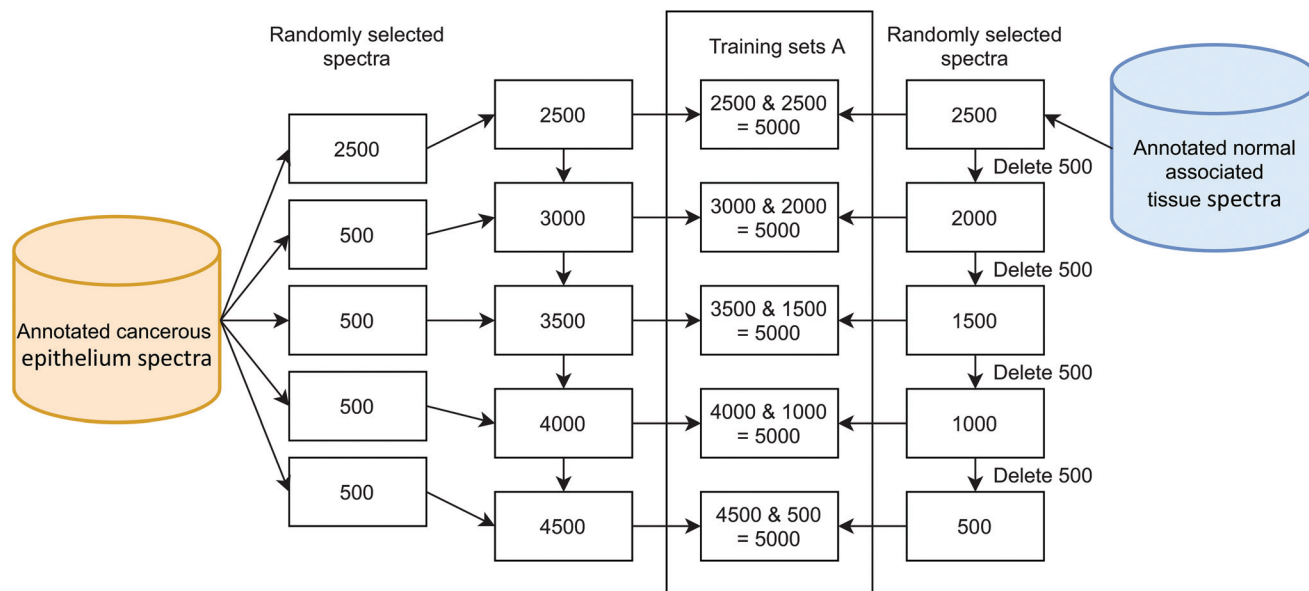 Randomly selected
spectra
Training sets A
Randomly selected
spectra
2500
2500
2500 & 2500
= 5000
2500
Annotated normal
associated
tissue spectra
Delete 500
500
3000
3000 & 2000
= 5000
2000
Delete 500
Annotated cancerous
epithelium spectra
500
3500
3500 & 1500
= 5000
1500
Delete 500
500
4000
4000 & 1000
= 5000
1000
Delete 500
500
4500
4500 & 500
= 5000
500